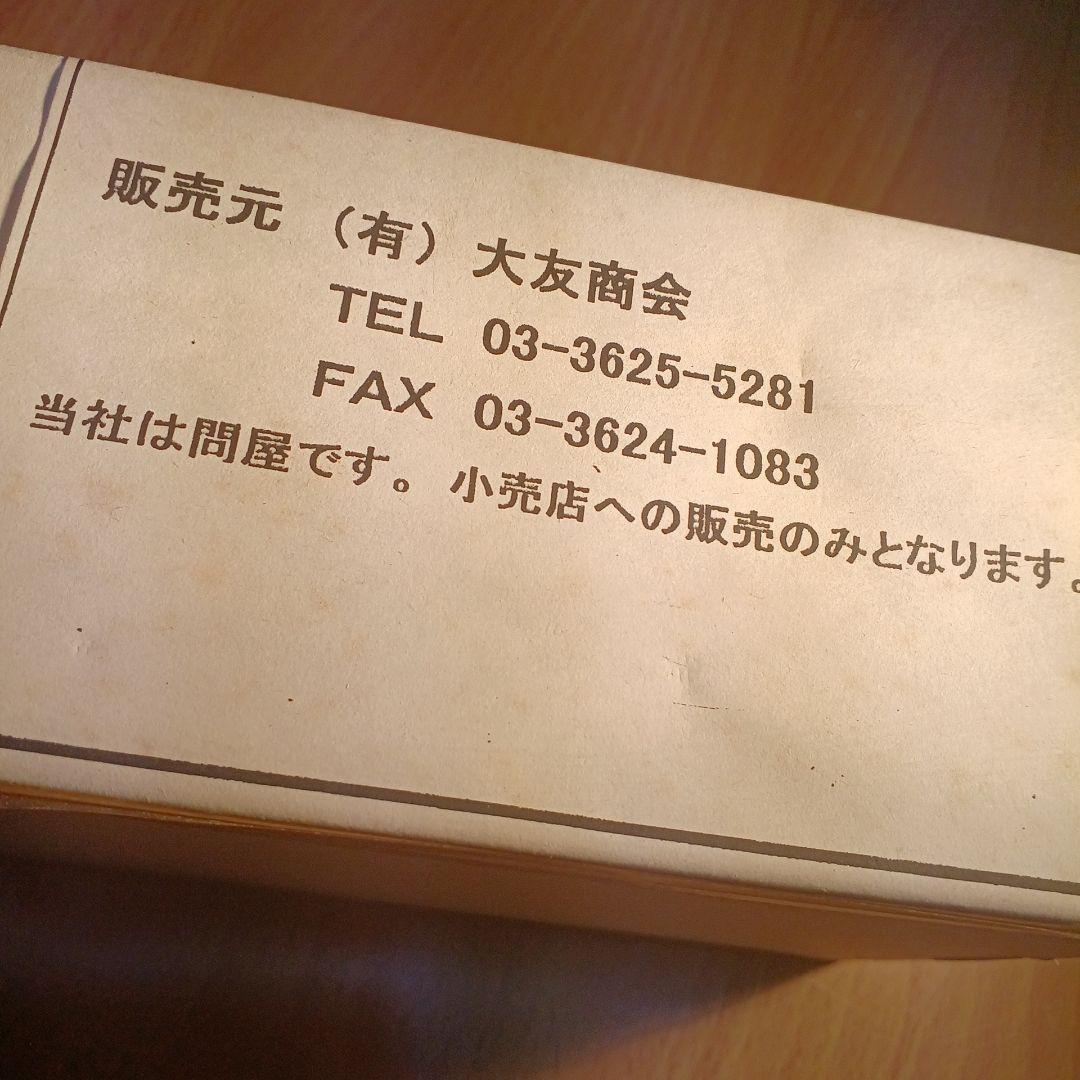 販売元 （有）大友商会
TEL 03-3625-5281
FAX 03-3624-1083
当社は問屋です。小売店への販売のみとなります。